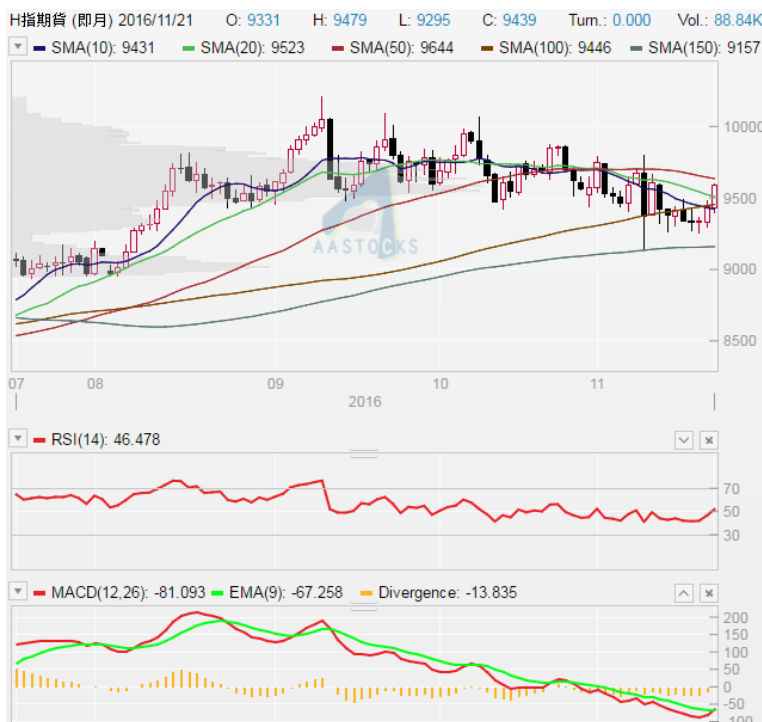 H指期貨 (即月) 2016/11/21 O: 9331 H: 9479 L: 9295 C: 9439 Turn.: 0.000 Vol.: 88.84K
SMA(10): 9431 SMA(20): 9523 SMA(50): 9644 SMA(100): 9446 SMA(150): 9157
10000
9500
AASTOCKS
9000
8500
07 08 09 10 11
2016
RSI(14): 46.478
70
50
30
MACD(12,26): -81.093 EMA(9): -67.258 Divergence: -13.835
200
150
100
50
0
-50
-100